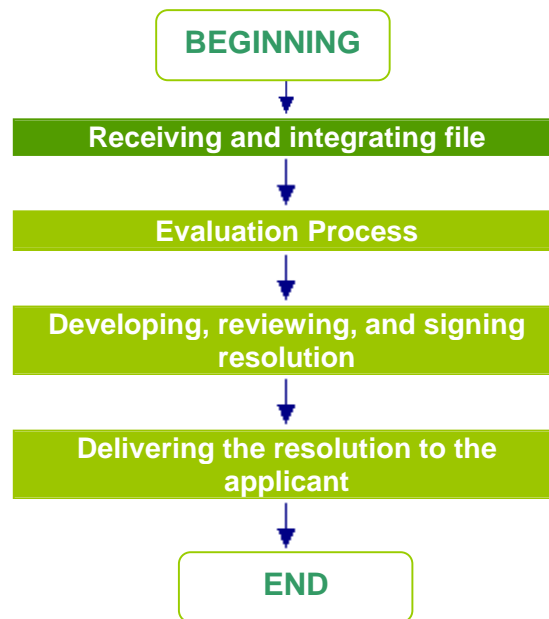 BEGINNING
Receiving and integrating file
Evaluation Process
Developing, reviewing, and signing
resolution
Delivering the resolution to the
applicant
END